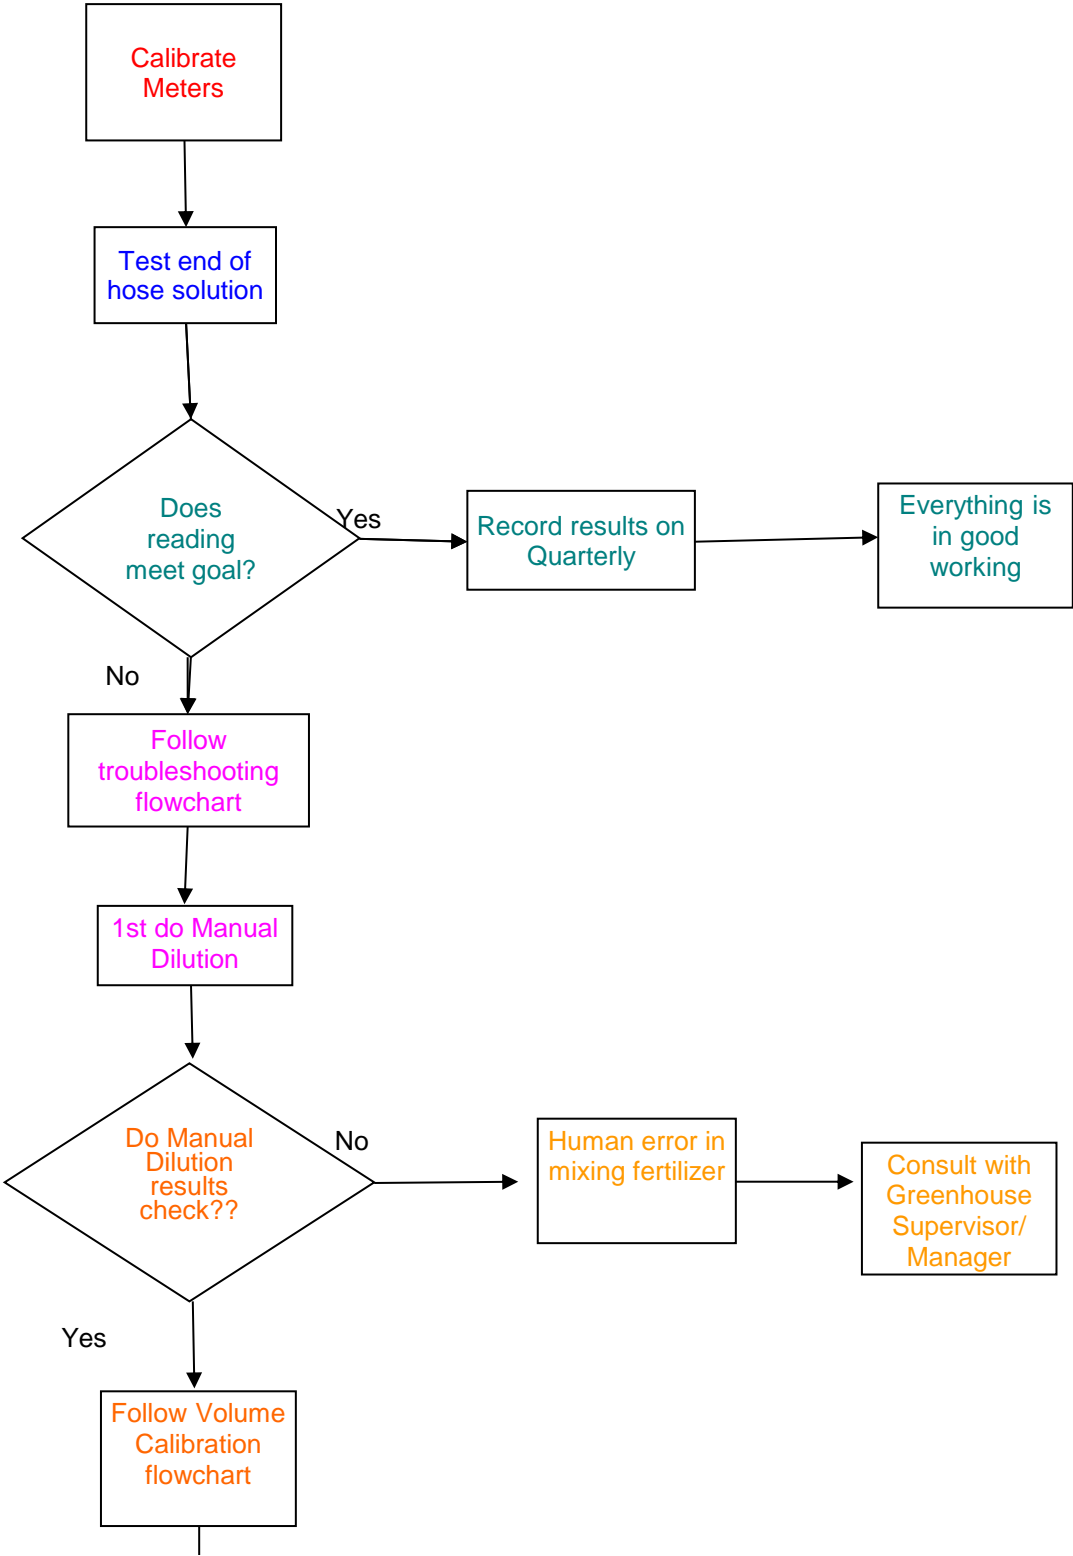 Calibrate
Meters
Test end of
hose solution
Does
reading
meet goal?
Yes
Record results on
Quarterly
Everything is
in good
working
No
Follow
troubleshooting
flowchart
1st do Manual
Dilution
Do Manual
Dilution
results
check??
No
Human error in
mixing fertilizer
Consult with
Greenhouse
Supervisor/
Manager
Yes
Follow Volume
Calibration
flowchart